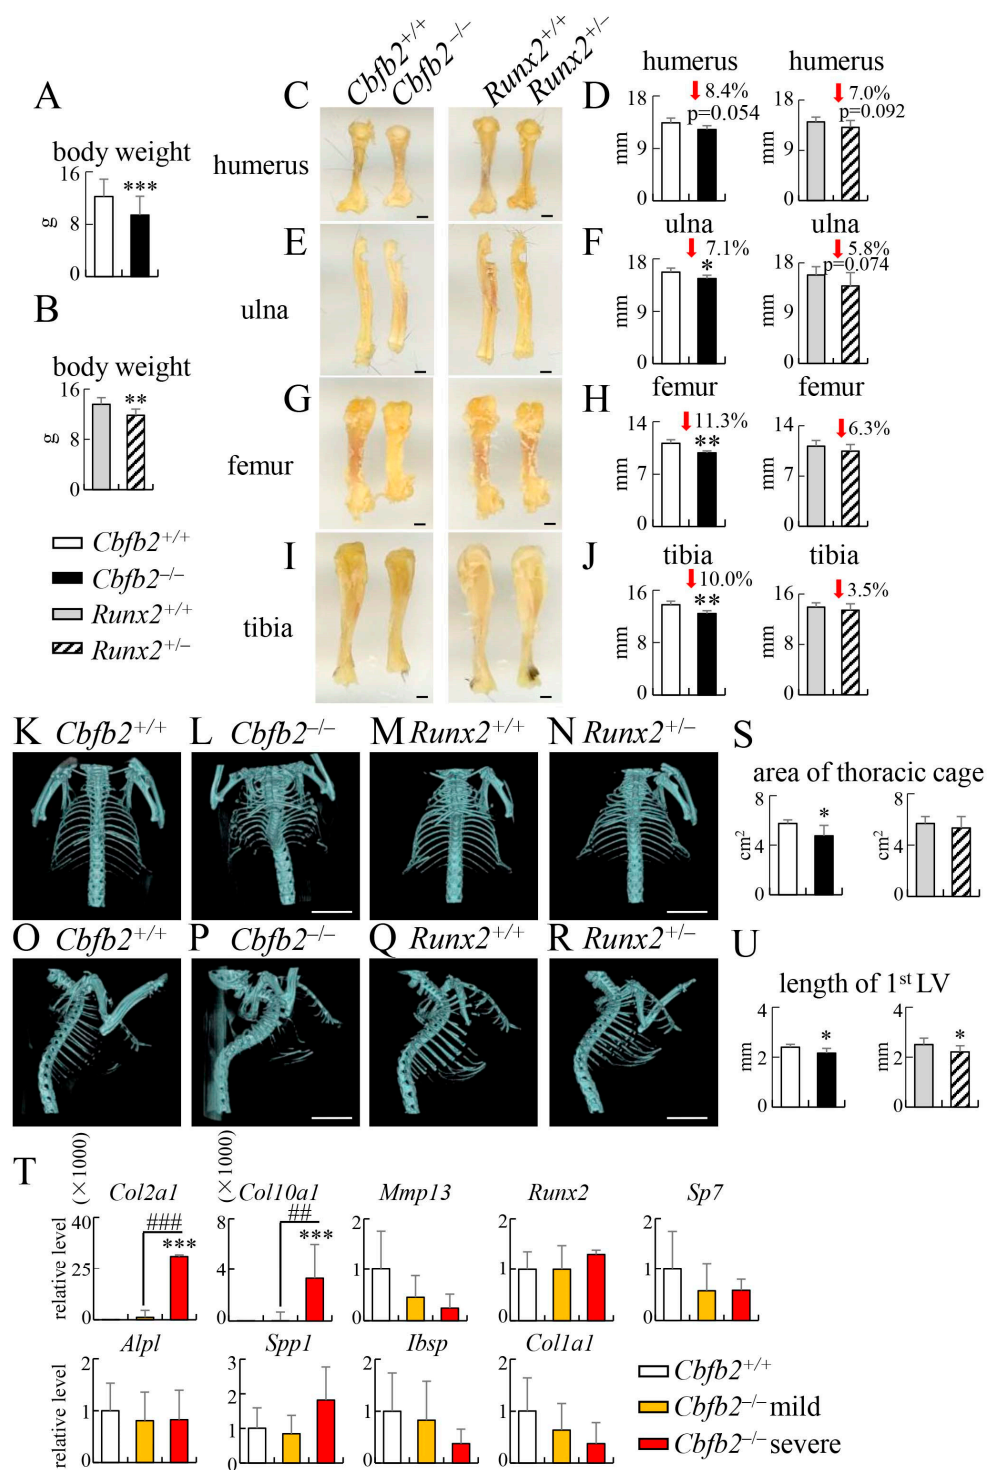 A
body weight
16
***
8
g
0
B
body weight
16
**
8
g
0
Cbfb2+/+
Cbfb2−/−
Runx2+/+
Runx2+/−
C
Cbfb2+/+
Cbfb2−/−
Runx2+/+
Runx2+/−
humerus
E
ulna
G
femur
I
tibia
D
humerus
8.4%
p=0.054
18
9
0
mm
humerus
7.0%
p=0.092
18
9
0
mm
F
ulna
7.1%
*
18
9
0
mm
ulna
5.8%
p=0.074
18
9
0
mm
H
femur
11.3%
**
14
7
0
mm
femur
6.3%
14
7
0
mm
J
tibia
10.0%
**
16
8
0
mm
tibia
3.5%
16
8
0
mm
K Cbfb2+/+
L Cbfb2−/−
M Runx2+/+
N Runx2+/−
S
area of thoracic cage
8
*
4
cm2
0
8
4
cm2
0
O Cbfb2+/+
P Cbfb2−/−
Q Runx2+/+
R Runx2+/−
U
length of 1st LV
4
*
2
mm
0
4
*
2
mm
0
T
(×1000)
Col2a1
###
***
40
25
0
relative level
(×1000)
Col10a1
##
***
8
4
0
Mmp13
2
1
0
Runx2
2
1
0
Sp7
2
1
0
Alpl
2
1
0
relative level
Spp1
3
2
1
0
Ibsp
2
1
0
Col1a1
2
1
0
Cbfb2+/+
Cbfb2−/− mild
Cbfb2−/− severe